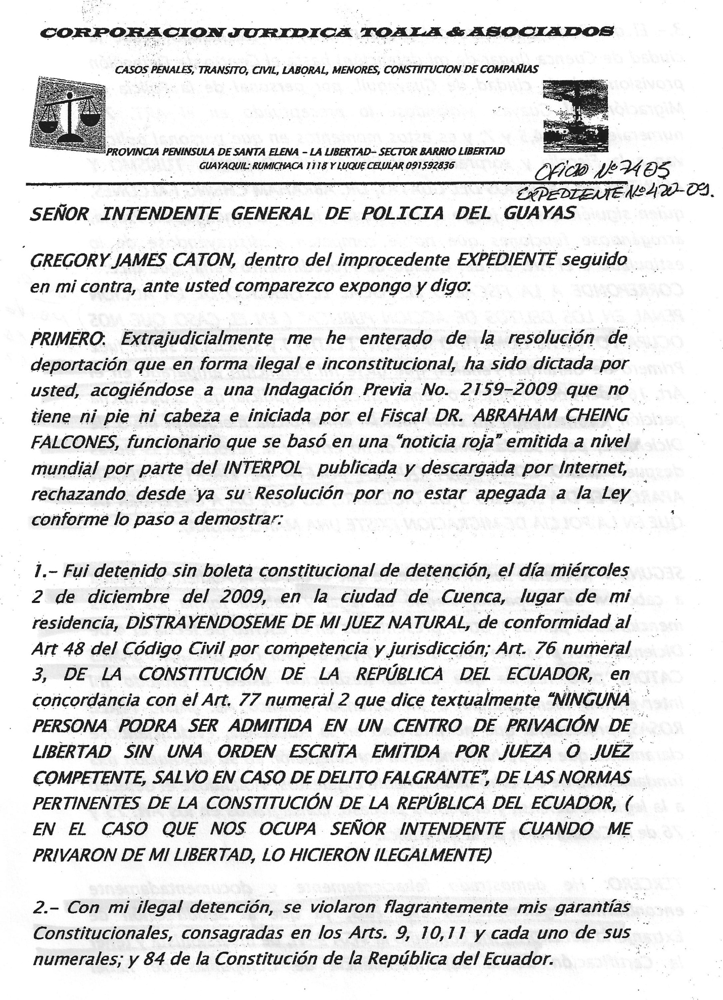 CORPORACION JURIDICA TOALA & ASOCIADOS
CASOS PENALES, TRANSITO, CIVIL, LABORAL, MENORES, CONSTITUCION DE COMPAÑIAS
PROVINCIA PENINSULA DE SANTA ELENA – LA LIBERTAD– SECTOR BARRIO LIBERTAD
GUAYAQUIL: RUMICHACA 1118 Y LUQUE CELULAR 091592836
OFICIO Nº 7405
EXPEDIENTE Nº 420-09.
SEÑOR INTENDENTE GENERAL DE POLICIA DEL GUAYAS
GREGORY JAMES CATON, dentro del improcedente EXPEDIENTE seguido
en mi contra, ante usted comparezco expongo y digo:
PRIMERO: Extrajudicialmente me he enterado de la resolución de
deportación que en forma ilegal e inconstitucional, ha sido dictada por
usted, acogiéndose a una Indagación Previa No. 2159–2009 que no
tiene ni pie ni cabeza e iniciada por el Fiscal DR. ABRAHAM CHEING
FALCONES, funcionario que se basó en una “noticia roja” emitida a nivel
mundial por parte del INTERPOL publicada y descargada por Internet,
rechazando desde ya su Resolución por no estar apegada a la Ley
conforme lo paso a demostrar:
1.– Fui detenido sin boleta constitucional de detención, el día miércoles
2 de diciembre del 2009, en la ciudad de Cuenca, lugar de mi
residencia, DISTRAYENDOSEME DE MI JUEZ NATURAL, de conformidad al
Art 48 del Código Civil por competencia y jurisdicción; Art. 76 numeral
3, DE LA CONSTITUCIÓN DE LA REPÚBLICA DEL ECUADOR, en
concordancia con el Art. 77 numeral 2 que dice textualmente “NINGUNA
PERSONA PODRA SER ADMITIDA EN UN CENTRO DE PRIVACIÓN DE
LIBERTAD SIN UNA ORDEN ESCRITA EMITIDA POR JUEZA O JUEZ
COMPETENTE, SALVO EN CASO DE DELITO FALGRANTE”, DE LAS NORMAS
PERTINENTES DE LA CONSTITUCIÓN DE LA REPÚBLICA DEL ECUADOR, (
EN EL CASO QUE NOS OCUPA SEÑOR INTENDENTE CUANDO ME
PRIVARON DE MI LIBERTAD, LO HICIERON ILEGALMENTE)
2.– Con mi ilegal detención, se violaron flagrantemente mis garantías
Constitucionales, consagradas en los Arts. 9, 10,11 y cada uno de sus
numerales; y 84 de la Constitución de la República del Ecuador.